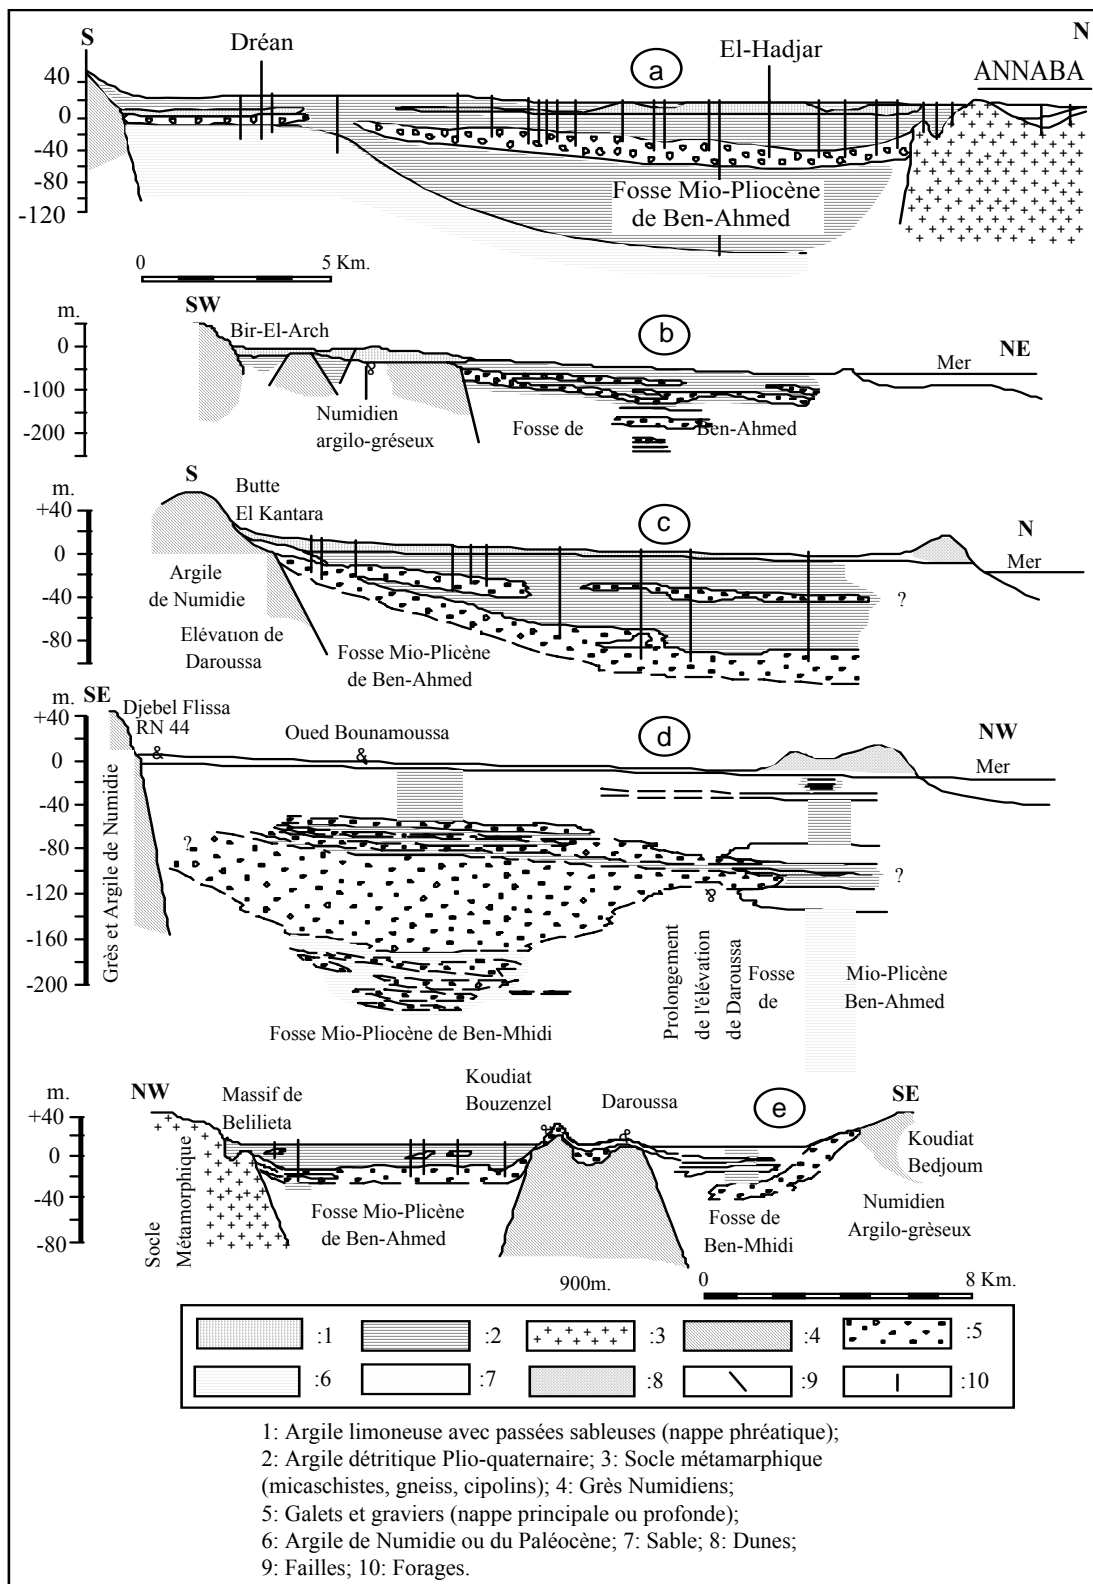 S
Dréan
a
El-Hadjar
N
ANNABA
40
0
-40
-80
-120
Fosse Mio-Pliocène
de Ben-Ahmed
0
5 Km.
SW
m.
Bir-El-Arch
b
NE
0
-100
-200
Mer
Numidien
argilo-gréseux
Fosse de
Ben-Ahmed
S
m.
Butte
El Kantara
c
N
+40
0
-40
-80
Mer
Argile
de Numidie
?
Elévation de
Daroussa
Fosse Mio-Plicène
de Ben-Ahmed
m.
SE
Djebel Flissa
RN 44
Oued Bounamoussa
d
NW
+40
0
-40
-80
-120
-160
-200
Mer
Grès et Argile de Numidie
?
?
Prolongement
de l'élévation
de Daroussa
Fosse
de
Mio-Plicène
Ben-Ahmed
Fosse Mio-Pliocène de Ben-Mhidi
NW
m.
Massif de
Belilieta
Koudiat
Bouzenzel
Daroussa
e
SE
+40
0
-40
-80
Koudiat
Bedjoum
Socle
Métamorphique
Fosse Mio-Plicène
de Ben-Ahmed
Fosse de
Ben-Mhidi
Numidien
Argilo-grèseux
900m.
0
8 Km.
:1
:2
:3
:4
:5
:6
:7
:8
:9
:10
1: Argile limoneuse avec passées sableuses (nappe phréatique);
2: Argile détritique Plio-quaternaire; 3: Socle métamarphique
(micaschistes, gneiss, cipolins); 4: Grès Numidiens;
5: Galets et graviers (nappe principale ou profonde);
6: Argile de Numidie ou du Paléocène; 7: Sable; 8: Dunes;
9: Failles; 10: Forages.